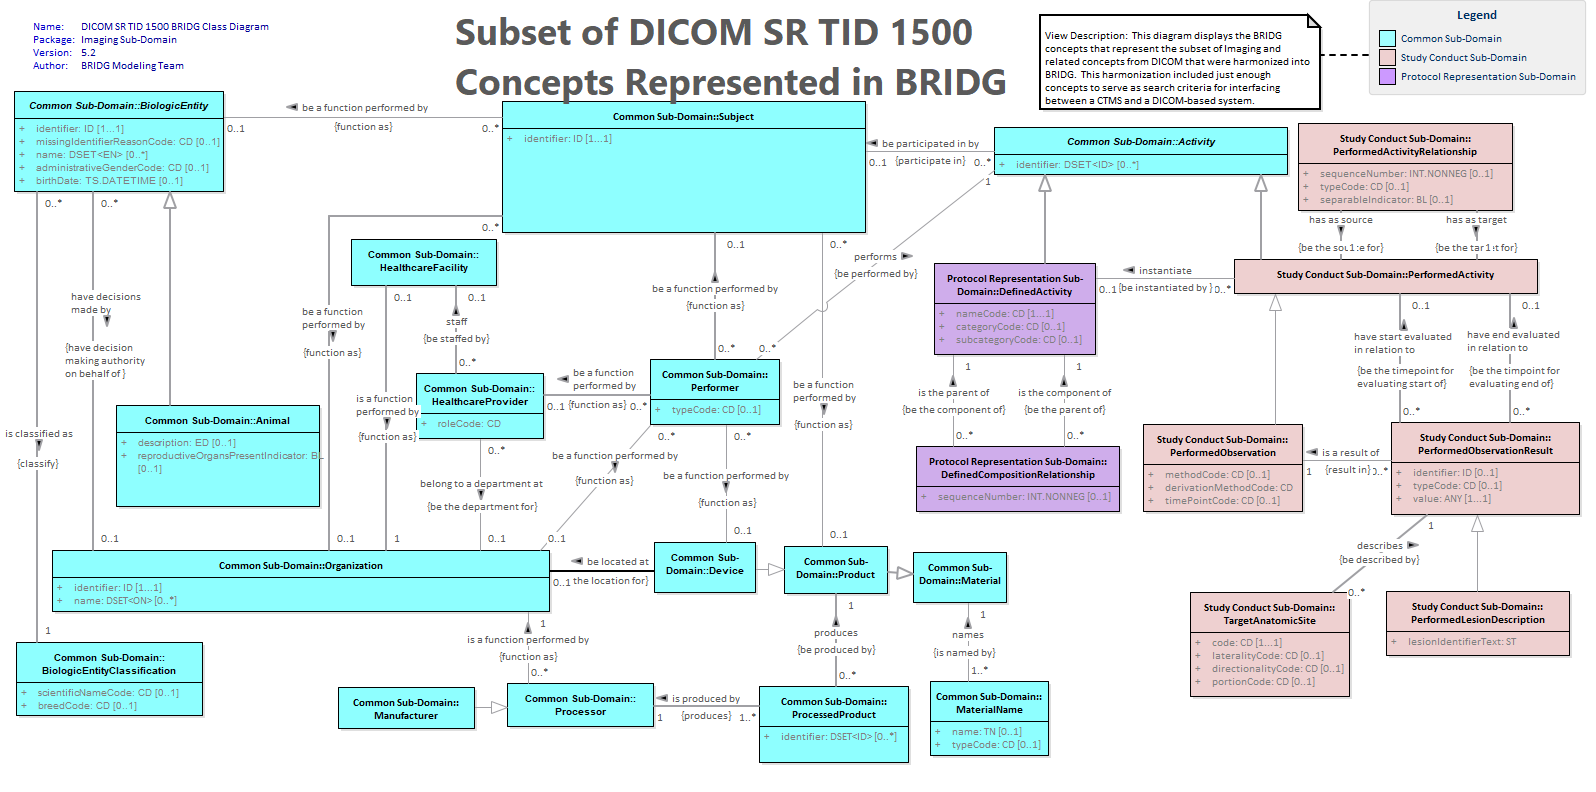 Name: DICOM SR TID 1500 BRIDG Class Diagram
Package: Imaging Sub-Domain
Version: 5.2
Author: BRIDG Modeling Team
Subset of DICOM SR TID 1500
Concepts Represented in BRIDG
View Description: This diagram displays the BRIDG
concepts that represent the subset of Imaging and
related concepts from DICOM that were harmonized into
BRIDG. This harmonization included just enough
concepts to serve as search criteria for interfacing
between a CTMS and a DICOM-based system.
Legend
Common Sub-Domain
Study Conduct Sub-Domain
Protocol Representation Sub-Domain
Common Sub-Domain::BiologicEntity
+ identifier: ID [1...1]
+ missingIdentifierReasonCode: CD [0..1]
+ name: DSET<EN> [0..*]
+ administrativeGenderCode: CD [0..1]
+ birthDate: TS.DATETIME [0..1]
be a function performed by
0..1
{function as}
0..*
Common Sub-Domain::Subject
+ identifier: ID [1...1]
be participated in by
0..1
{participate in}
0..*
Common Sub-Domain::Activity
+ identifier: DSET<ID> [0..*]
1
Study Conduct Sub-Domain::
PerformedActivityRelationship
+ sequenceNumber: INT.NONNEG [0..1]
+ typeCode: CD [0..1]
+ separableIndicator: BL [0..1]
has as source
has as target
1
1
Study Conduct Sub-Domain::PerformedActivity
instantiate
0..1
{be instantiated by }
0..*
Protocol Representation Sub-
Domain::DefinedActivity
+ nameCode: CD [1...1]
+ categoryCode: CD [0..1]
+ subcategoryCode: CD [0..1]
performs
{be performed by}
0..*
0..*
0..*
0..*
0..1
Common Sub-Domain::
HealthcareFacility
0..1
0..1
staff
{be staffed by}
0..*
have decisions
made by
{have decision
making authority
on behalf of }
be a function
performed by
{function as}
be a function performed by
{function as}
0..*
0..*
Common Sub-Domain::
HealthcareProvider
+ roleCode: CD
be a function
performed by
0..1
{function as}
0..*
Common Sub-Domain::
Performer
+ typeCode: CD [0..1]
be a function
performed by
{function as}
is a function
performed by
{function as}
1
1
is the parent of
{be the component of}
is the component of
{be the parent of}
0..*
0..*
Protocol Representation Sub-Domain::
DefinedCompositionRelationship
+ sequenceNumber: INT.NONNEG [0..1]
0..1
0..1
have start evaluated
in relation to
{be the timepoint for
evaluating start of}
have end evaluated
in relation to
{be the timpoint for
evaluating end of}
0..*
0..*
Common Sub-Domain::Animal
+ description: ED [0..1]
+ reproductiveOrgansPresentIndicator: BL
[0..1]
is classified as
{classify}
Study Conduct Sub-Domain::
PerformedObservation
+ methodCode: CD [0..1]
+ derivationMethodCode: CD
+ timePointCode: CD [0..1]
is a result of
1
{result in}
0..*
Study Conduct Sub-Domain::
PerformedObservationResult
+ identifier: ID [0..1]
+ typeCode: CD [0..1]
+ value: ANY [1...1]
0..*
0..*
0..*
be a function performed by
{function as}
belong to a department at
{be the department for}
be a function performed by
{function as}
0..1
0..1
1
0..1
0..1
0..1
0..1
1
describes
{be described by}
0..*
Common Sub-Domain::Organization
+ identifier: ID [1...1]
+ name: DSET<ON> [0..*]
be located at
0..1
the location for}
Common Sub-
Domain::Device
Common Sub-
Domain::Product
Common Sub-
Domain::Material
Study Conduct Sub-Domain::
TargetAnatomicSite
+ code: CD [1...1]
+ lateralityCode: CD [0..1]
+ directionalityCode: CD [0..1]
+ portionCode: CD [0..1]
Study Conduct Sub-Domain::
PerformedLesionDescription
+ lesionIdentifierText: ST
1
1
is a function performed by
{function as}
0..*
1
produces
{be produced by}
0..*
1
names
{is named by}
1..*
Common Sub-Domain::
BiologicEntityClassification
+ scientificNameCode: CD [0..1]
+ breedCode: CD [0..1]
Common Sub-Domain::
Manufacturer
Common Sub-Domain::
Processor
is produced by
1
{produces}
1..*
Common Sub-Domain::
ProcessedProduct
+ identifier: DSET<ID> [0..*]
Common Sub-Domain::
MaterialName
+ name: TN [0..1]
+ typeCode: CD [0..1]